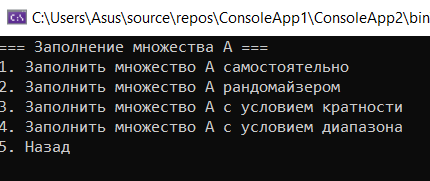 C:\Users\Asus\source\repos\ConsoleApp1\ConsoleApp2\bin
=== Заполнение множества A ===
1. Заполнить множество A самостоятельно
2. Заполнить множество A рандомайзером
3. Заполнить множество A с условием кратности
4. Заполнить множество A с условием диапазона
5. Назад